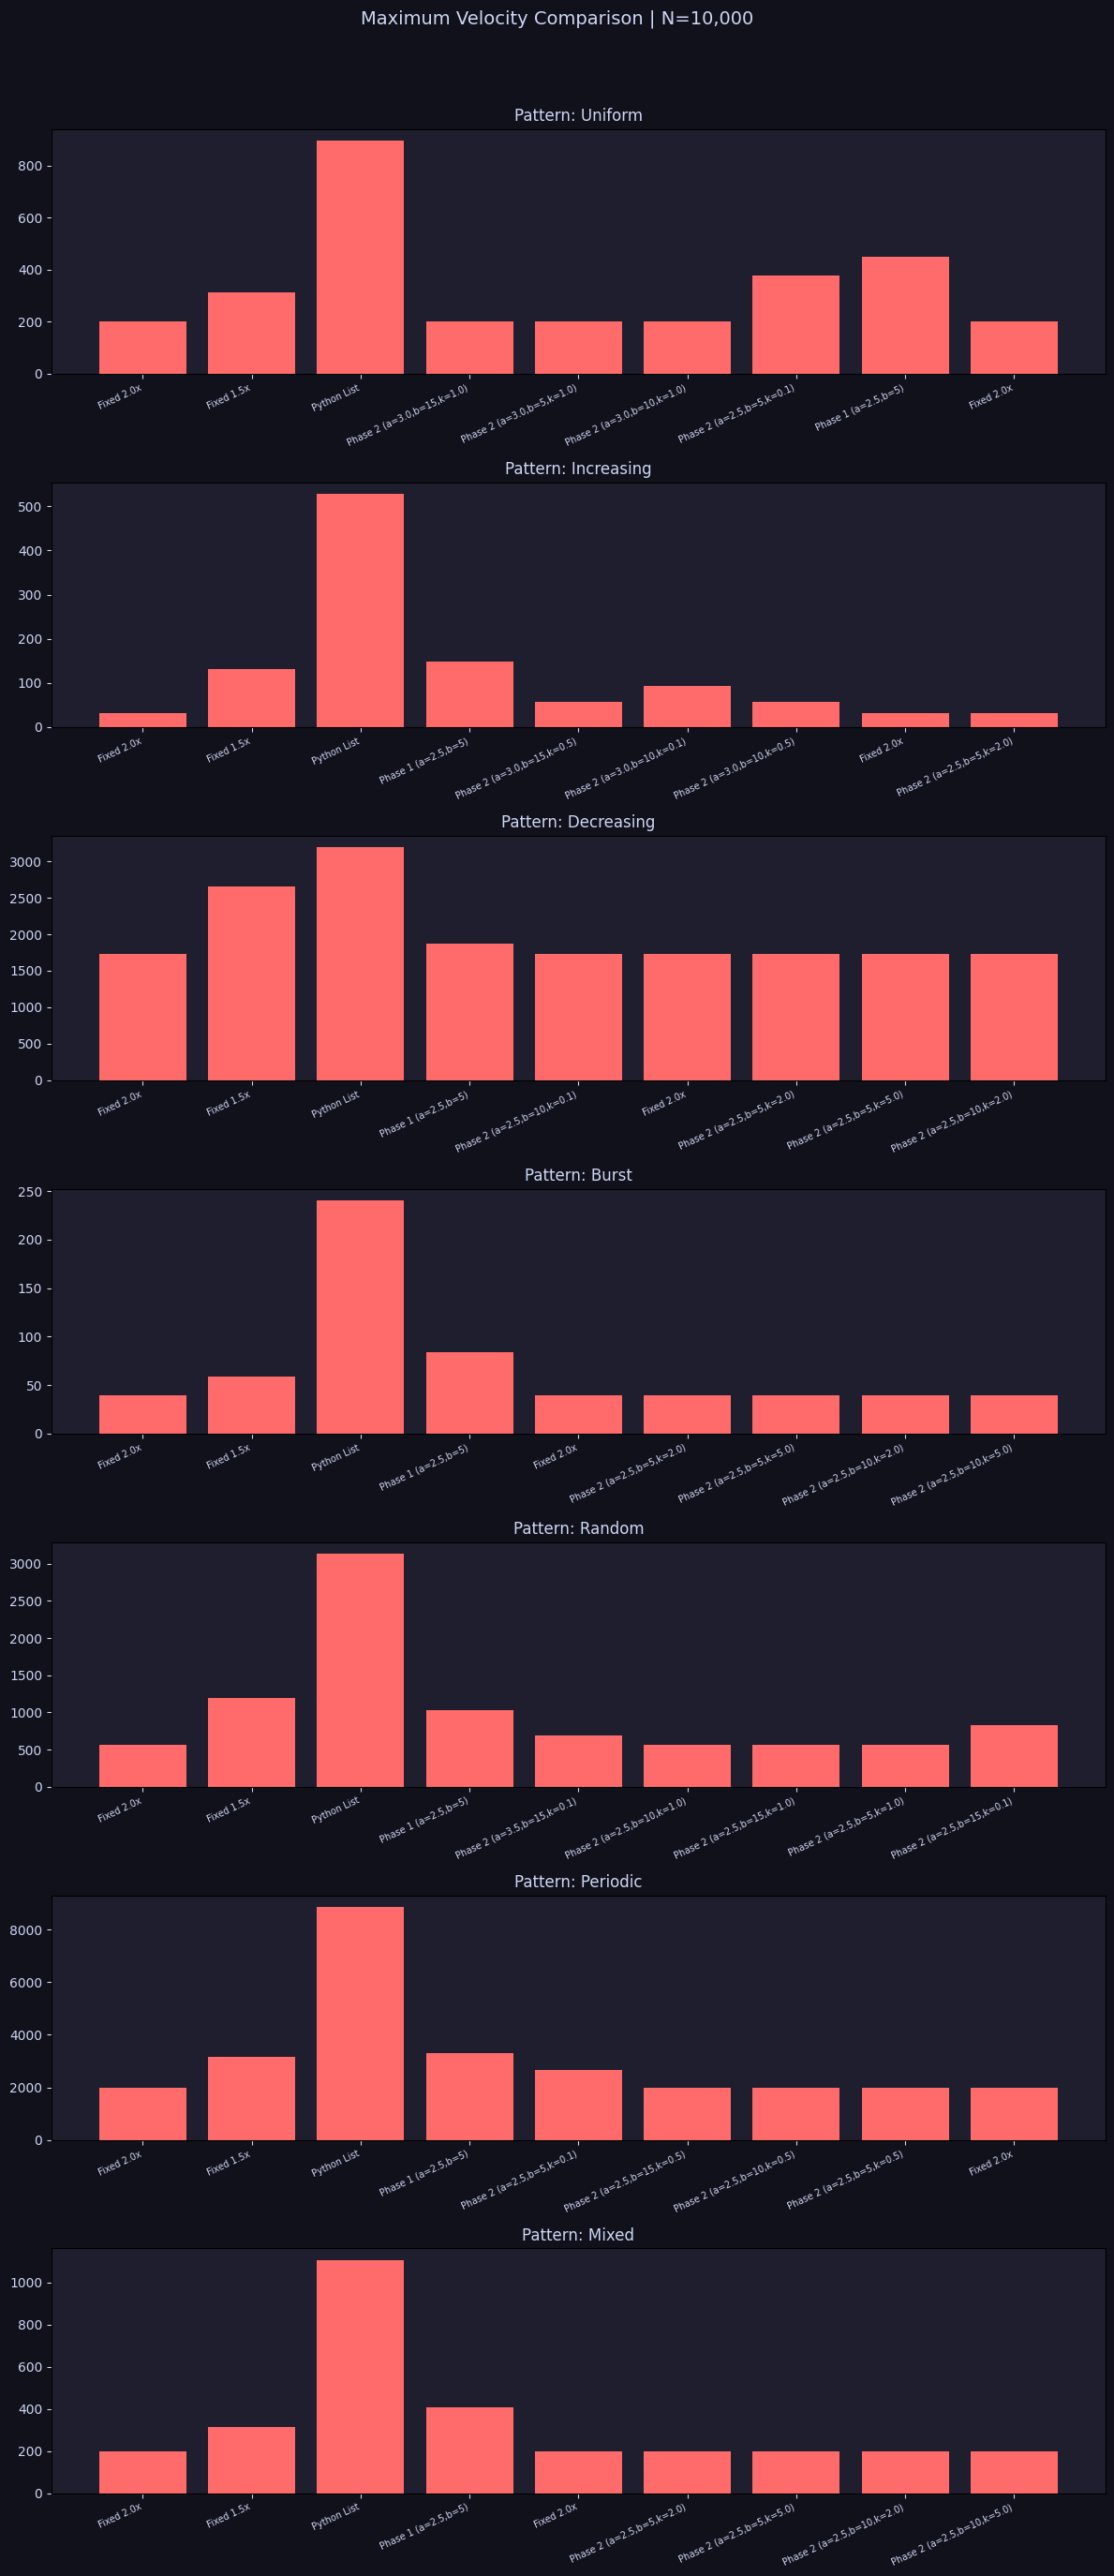 Maximum Velocity Comparison | N=10,000
Pattern: Uniform
800
600
400
200
0
Fixed 2.0x
Fixed 1.5x
Python List
Phase 2 (a=3.0,b=15,k=1.0)
Phase 2 (a=3.0,b=5,k=1.0)
Phase 2 (a=3.0,b=10,k=1.0)
Phase 2 (a=2.5,b=5,k=0.1)
Phase 1 (a=2.5,b=5)
Fixed 2.0x
Pattern: Increasing
500
400
300
200
100
0
Fixed 2.0x
Fixed 1.5x
Python List
Phase 1 (a=2.5,b=5)
Phase 2 (a=3.0,b=15,k=0.5)
Phase 2 (a=3.0,b=10,k=0.1)
Phase 2 (a=3.0,b=10,k=0.5)
Fixed 2.0x
Phase 2 (a=2.5,b=5,k=2.0)
Pattern: Decreasing
3000
2500
2000
1500
1000
500
0
Fixed 2.0x
Fixed 1.5x
Python List
Phase 1 (a=2.5,b=5)
Phase 2 (a=2.5,b=10,k=0.1)
Fixed 2.0x
Phase 2 (a=2.5,b=5,k=2.0)
Phase 2 (a=2.5,b=5,k=5.0)
Phase 2 (a=2.5,b=10,k=2.0)
Pattern: Burst
250
200
150
100
50
0
Fixed 2.0x
Fixed 1.5x
Python List
Phase 1 (a=2.5,b=5)
Fixed 2.0x
Phase 2 (a=2.5,b=5,k=2.0)
Phase 2 (a=2.5,b=5,k=5.0)
Phase 2 (a=2.5,b=10,k=2.0)
Phase 2 (a=2.5,b=10,k=5.0)
Pattern: Random
3000
2500
2000
1500
1000
500
0
Fixed 2.0x
Fixed 1.5x
Python List
Phase 1 (a=2.5,b=5)
Phase 2 (a=3.5,b=15,k=0.1)
Phase 2 (a=2.5,b=10,k=1.0)
Phase 2 (a=2.5,b=15,k=1.0)
Phase 2 (a=2.5,b=5,k=1.0)
Phase 2 (a=2.5,b=15,k=0.1)
Pattern: Periodic
8000
6000
4000
2000
0
Fixed 2.0x
Fixed 1.5x
Python List
Phase 1 (a=2.5,b=5)
Phase 2 (a=2.5,b=5,k=0.1)
Phase 2 (a=2.5,b=15,k=0.5)
Phase 2 (a=2.5,b=10,k=0.5)
Phase 2 (a=2.5,b=5,k=0.5)
Fixed 2.0x
Pattern: Mixed
1000
800
600
400
200
0
Fixed 2.0x
Fixed 1.5x
Python List
Phase 1 (a=2.5,b=5)
Fixed 2.0x
Phase 2 (a=2.5,b=5,k=2.0)
Phase 2 (a=2.5,b=5,k=5.0)
Phase 2 (a=2.5,b=10,k=2.0)
Phase 2 (a=2.5,b=10,k=5.0)